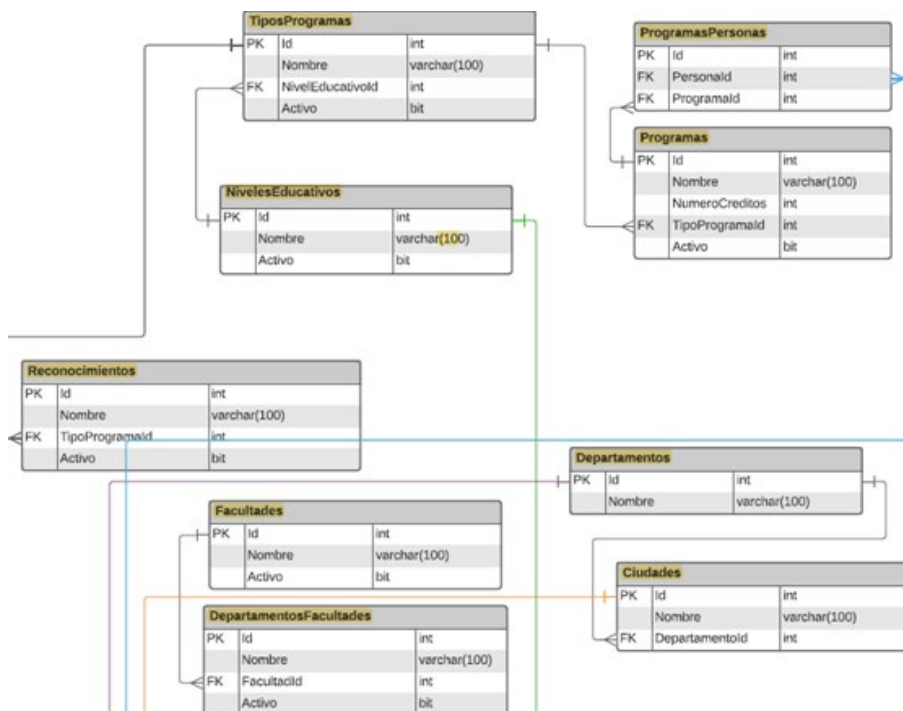 TiposProgramas
PK Id int
Nombre varchar(100)
FK NivelEducativoId int
Activo bit
ProgramasPersonas
PK Id int
FK PersonaId int
FK ProgramaId int
Programas
PK Id int
Nombre varchar(100)
NumeroCreditos int
FK TipoProgramaId int
Activo bit
NivelesEducativos
PK Id int
Nombre varchar(100)
Activo bit
Reconocimientos
PK Id int
Nombre varchar(100)
FK TipoProgramaId int
Activo bit
Departamentos
PK Id int
Nombre varchar(100)
Facultades
PK Id int
Nombre varchar(100)
Activo bit
Ciudades
PK Id int
Nombre varchar(100)
FK DepartamentoId int
DepartamentosFacultades
PK Id int
Nombre varchar(100)
FK FacultadId int
Activo bit